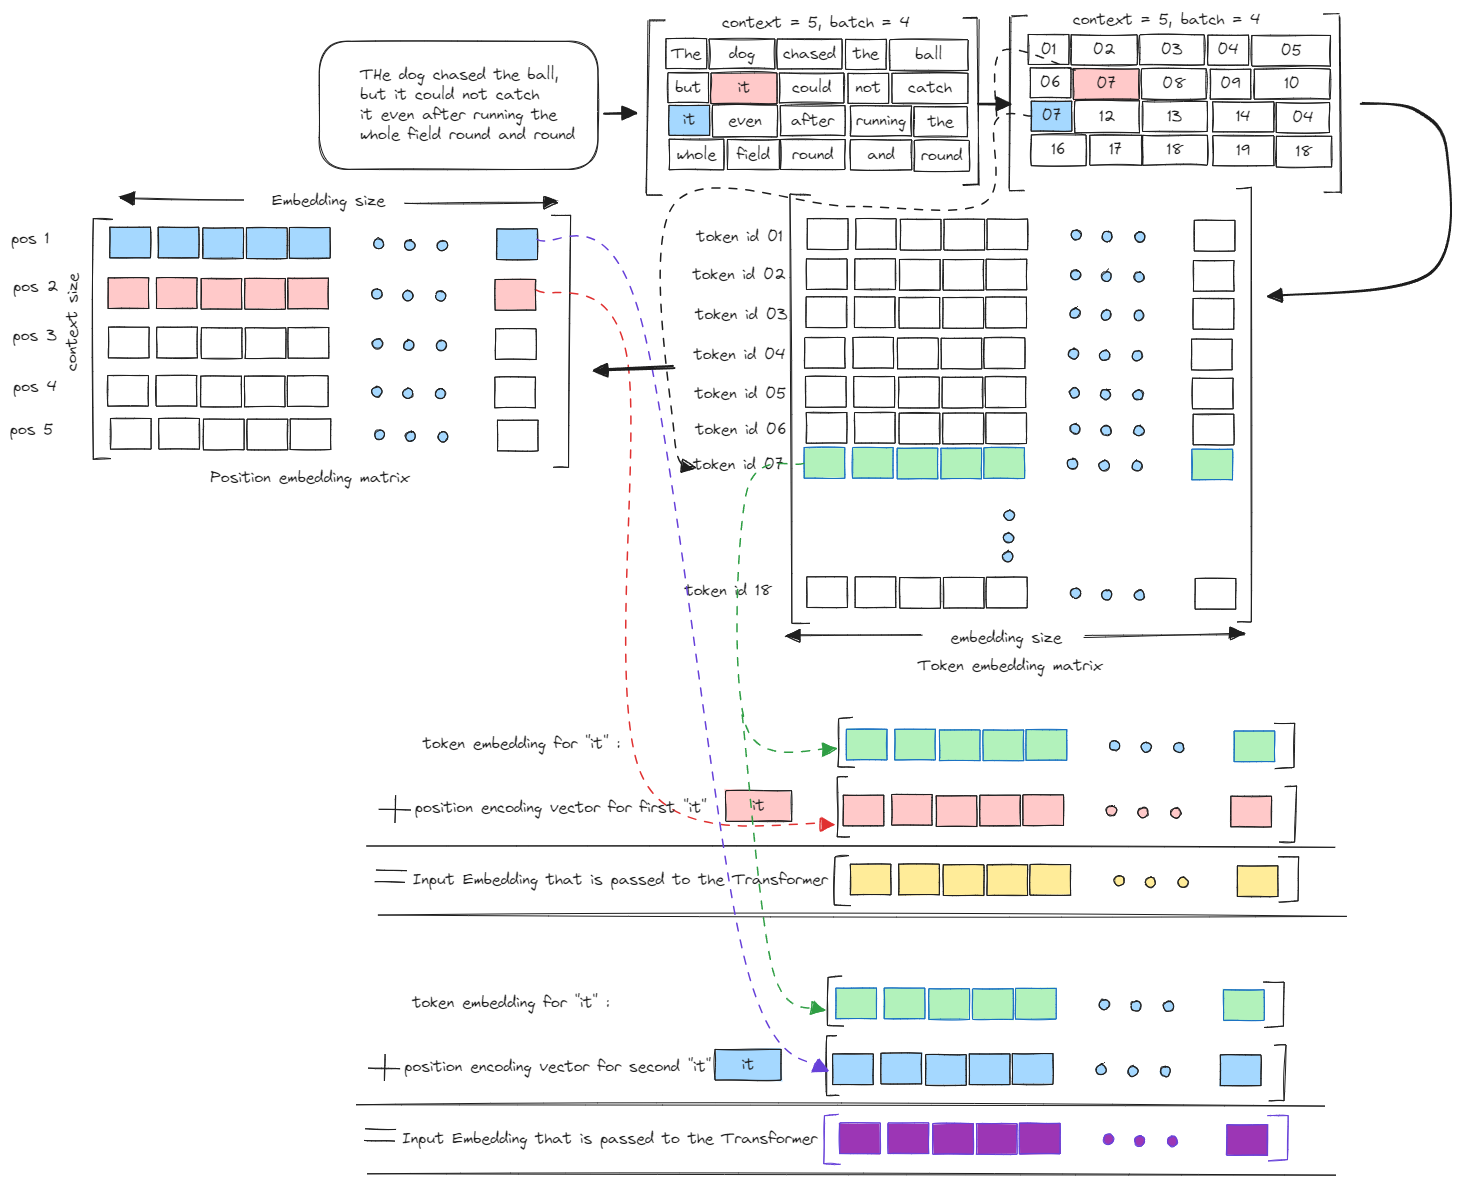 THe dog chased the ball,
but it could not catch
it even after running the
whole field round and round
context = 5, batch = 4
The dog chased the ball
but it could not catch
it even after running the
whole field round and round
context = 5, batch = 4
01 02 03 04 05
06 07 08 09 10
07 12 13 14 04
16 17 18 19 18
Embedding size
pos 1
pos 2
pos 3
pos 4
pos 5
context size
Position embedding matrix
token id 01
token id 02
token id 03
token id 04
token id 05
token id 06
token id 07
token id 18
embedding size
Token embedding matrix
token embedding for "it" :
+ position encoding vector for first "it" it
= Input Embedding that is passed to the Transformer
token embedding for "it" :
+ position encoding vector for second "it" it
= Input Embedding that is passed to the Transformer